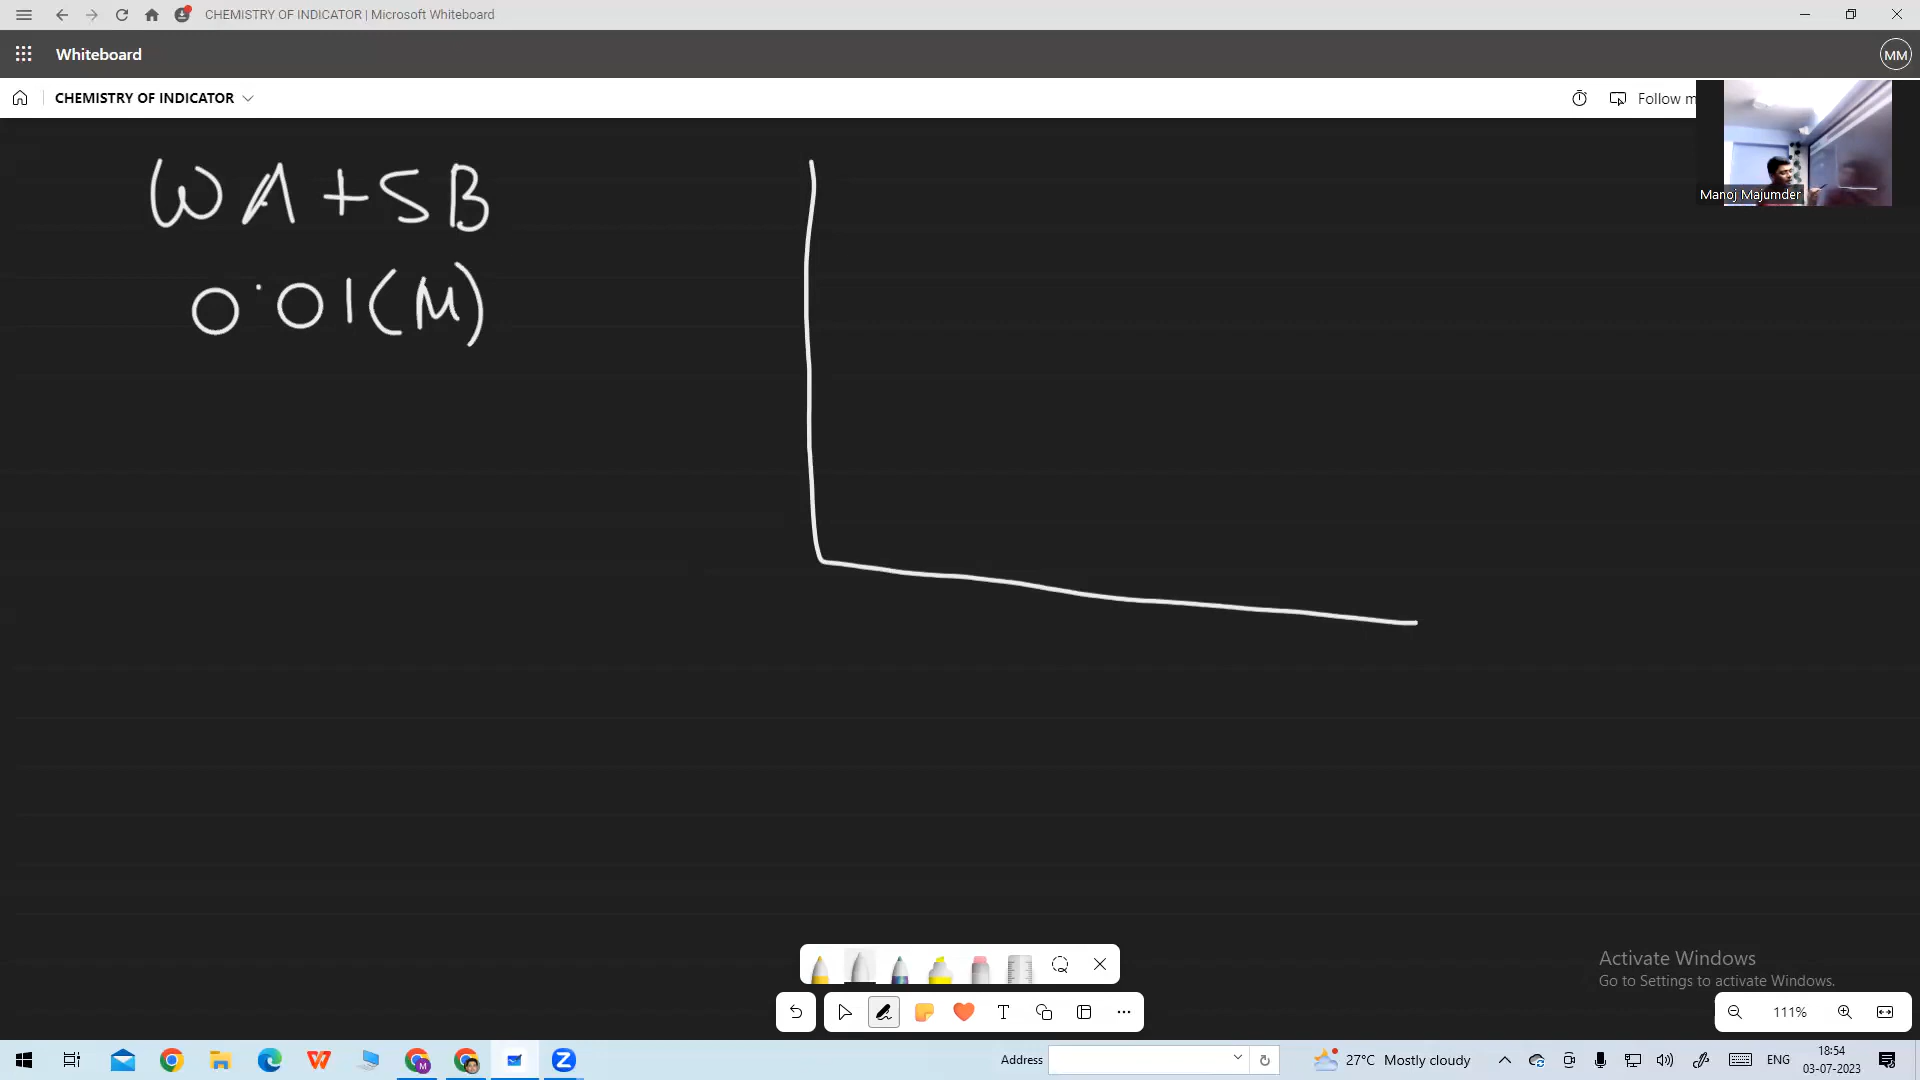 CHEMISTRY OF INDICATOR | Microsoft Whiteboard
Whiteboard
MM
CHEMISTRY OF INDICATOR
Follow m
Manoj Majumder
WA+SB
0.01(M)
Activate Windows
Go to Settings to activate Windows.
111%
Address
27°C Mostly cloudy
ENG
18:54
03-07-2023